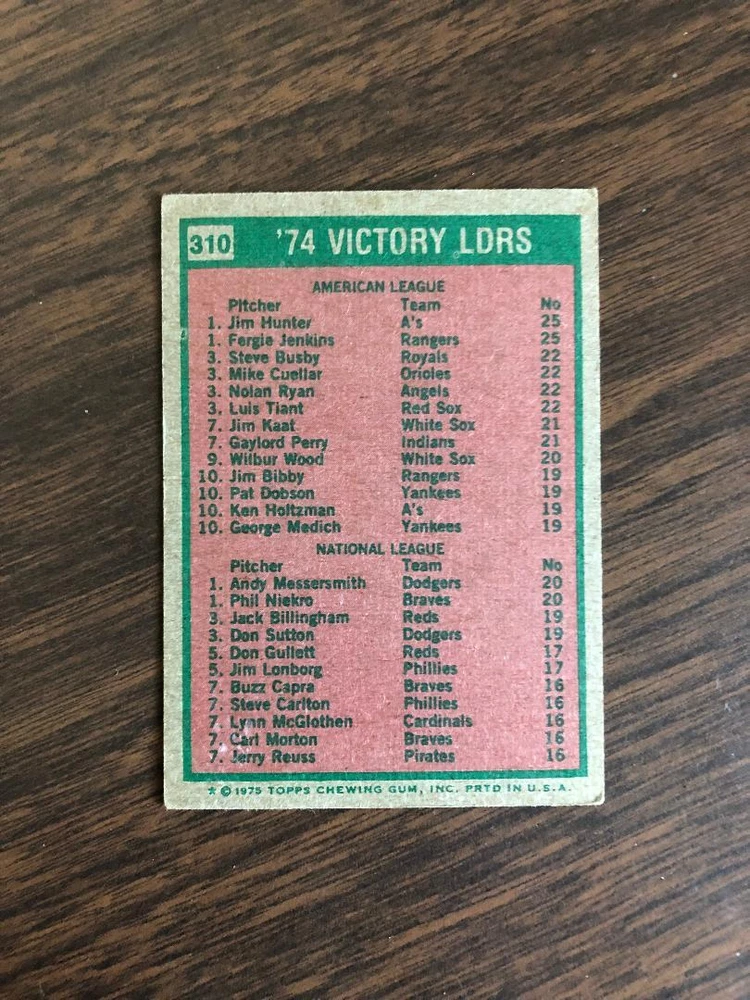 310 '74 VICTORY LDRS
AMERICAN LEAGUE
Pitcher Team No
1. Jim Hunter A's 25
1. Fergie Jenkins Rangers 25
3. Steve Busby Royals 22
3. Mike Cuellar Orioles 22
3. Nolan Ryan Angels 22
3. Luis Tiant Red Sox 22
7. Jim Kaat White Sox 21
7. Gaylord Perry Indians 21
9. Wilbur Wood White Sox 20
10. Jim Bibby Rangers 19
10. Pat Dobson Yankees 19
10. Ken Holtzman A's 19
10. George Medich Yankees 19
NATIONAL LEAGUE
Pitcher Team No
1. Andy Messersmith Dodgers 20
1. Phil Niekro Braves 20
3. Jack Billingham Reds 19
3. Don Sutton Dodgers 19
5. Don Gullett Reds 17
5. Jim Lonborg Phillies 17
7. Buzz Capra Braves 16
7. Steve Carlton Phillies 16
7. Lynn McGlothen Cardinals 16
7. Carl Morton Braves 16
7. Jerry Reuss Pirates 16
* © 1975 TOPPS CHEWING GUM, INC. PRTD IN U.S.A.